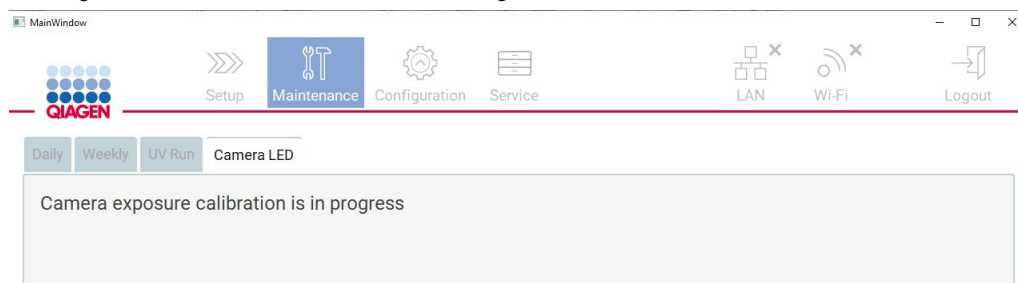 MainWindow
Setup Maintenance Configuration Service LAN Wi-Fi Logout
QIAGEN
Daily Weekly UV Run Camera LED
Camera exposure calibration is in progress